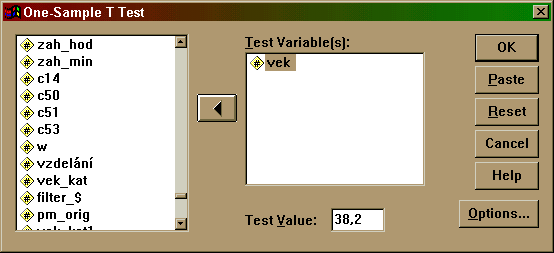 One-Sample T Test
zah_hod
zah_min
c14
c50
c51
c53
w
vzdelání
vek_kat
filter_$
pm_orig
vek_kat1
Test Variable(s):
vek
Test Value: 38,2
OK
Paste
Reset
Cancel
Help
Options...